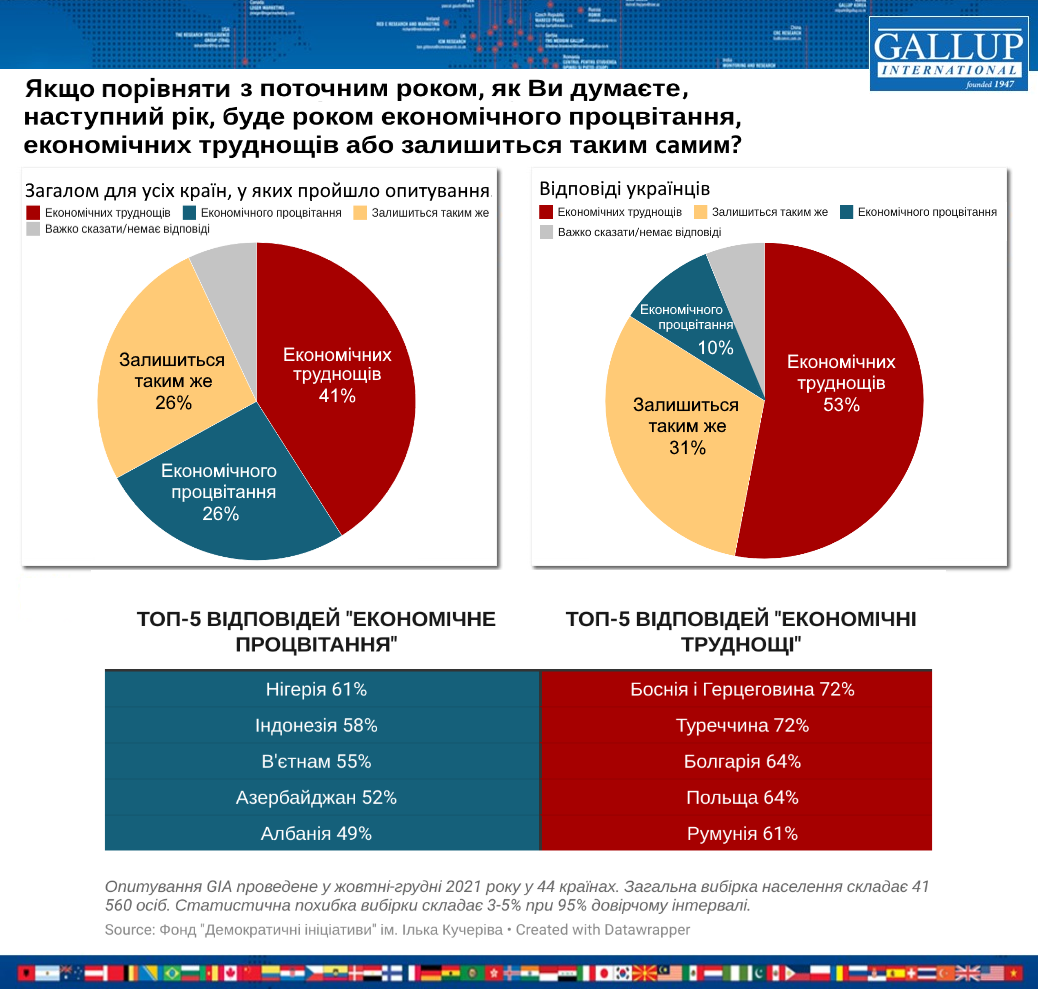 GALLUP
INTERNATIONAL
founded 1947
Якщо порівняти з поточним роком, як Ви думаєте,
наступний рік, буде роком економічного процвітання,
економічних труднощів або залишиться таким самим?
Загалом для усіх країн, у яких пройшло опитування
Економічних труднощів Економічного процвітання Залишиться таким же
Важко сказати/немає відповіді
Економічних
труднощів
41%
Залишиться
таким же
26%
Економічного
процвітання
26%
Відповіді українців
Економічних труднощів Залишиться таким же Економічного процвітання
Важко сказати/немає відповіді
Економічного
процвітання
10%
Економічних
труднощів
53%
Залишиться
таким же
31%
ТОП-5 ВІДПОВІДЕЙ "ЕКОНОМІЧНЕ
ПРОЦВІТАННЯ"
ТОП-5 ВІДПОВІДЕЙ "ЕКОНОМІЧНІ
ТРУДНОЩІ"
Нігерія 61% Боснія і Герцеговина 72%
Індонезія 58% Туреччина 72%
В'єтнам 55% Болгарія 64%
Азербайджан 52% Польща 64%
Албанія 49% Румунія 61%
Опитування GIA проведене у жовтні-грудні 2021 року у 44 країнах. Загальна вибірка населення складає 41
560 осіб. Статистична похибка вибірки складає 3-5% при 95% довірчому інтервалі.
Source: Фонд "Демократичні ініціативи" ім. Ілька Кучеріва • Created with Datawrapper